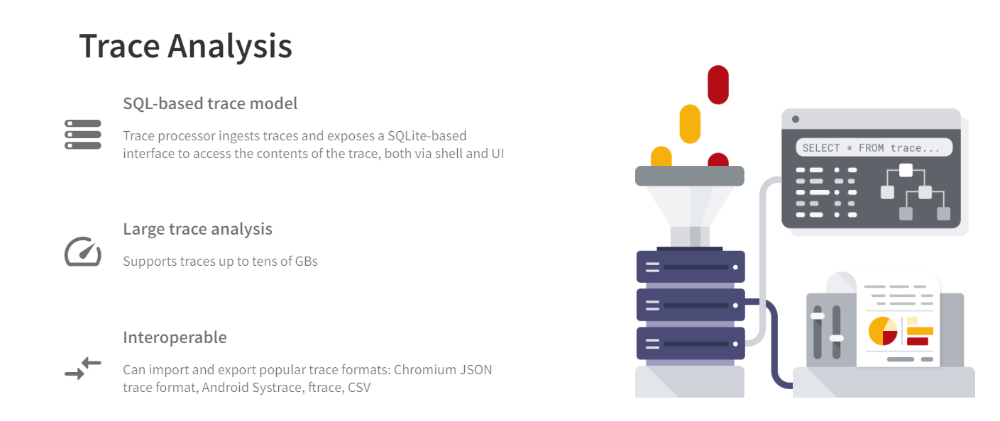 Trace Analysis
SQL-based trace model
Trace processor ingests traces and exposes a SQLite-based
interface to access the contents of the trace, both via shell and UI
Large trace analysis
Supports traces up to tens of GBs
Interoperable
Can import and export popular trace formats: Chromium JSON
trace format, Android Systrace, ftrace, CSV
SELECT * FROM trace...